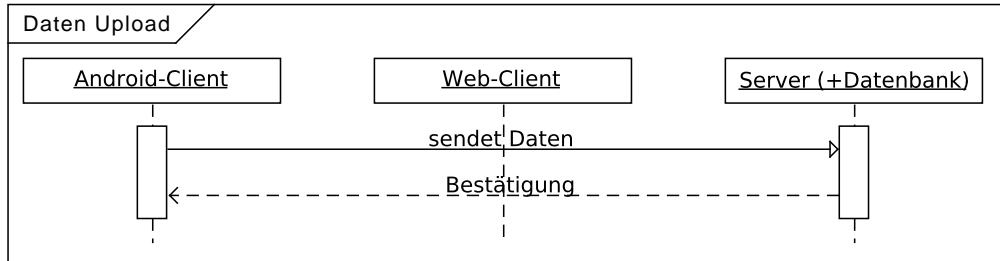 Daten Upload
Android-Client
Web-Client
Server (+Datenbank)
sendet Daten
Bestätigung